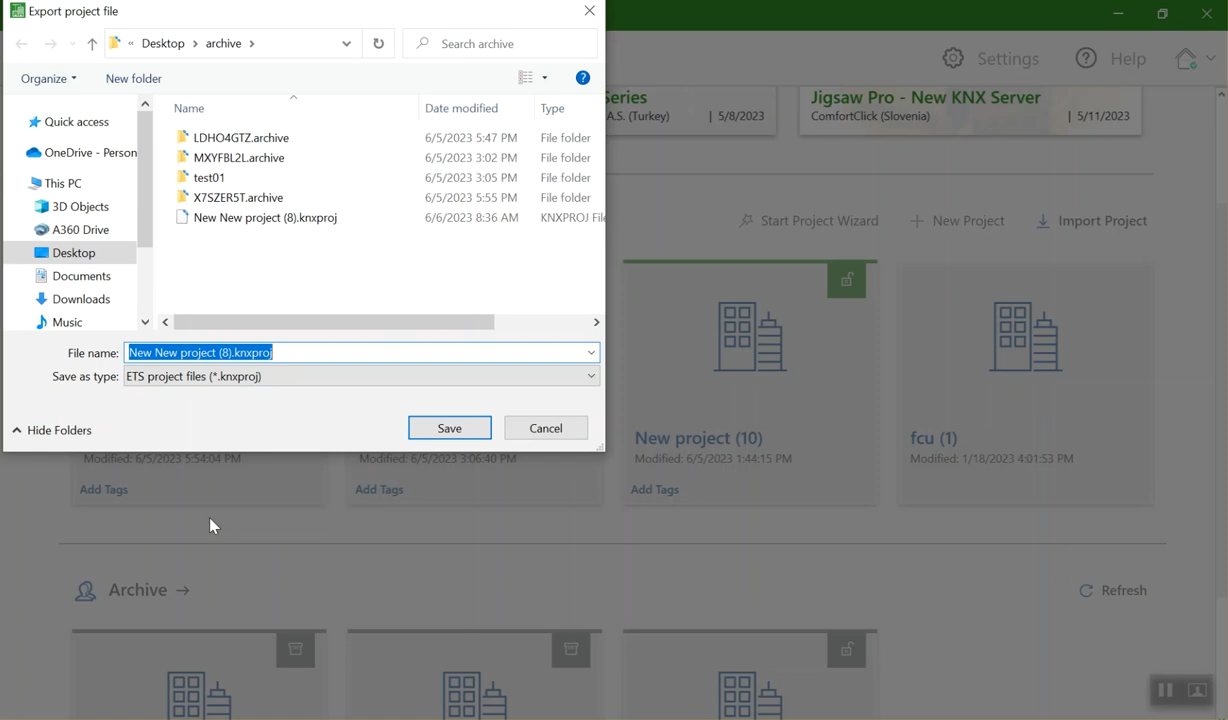 Export project file
« Desktop > archive >
Search archive
Organize
New folder
Settings
Help
Name
Date modified
Type
Quick access
OneDrive - Person
This PC
3D Objects
A360 Drive
Desktop
Documents
Downloads
Music
LDHO4GTZ.archive 6/5/2023 5:47 PM File folder
MXYFBL2L.archive 6/5/2023 3:02 PM File folder
test01 6/5/2023 3:05 PM File folder
X7SZER5T.archive 6/5/2023 5:55 PM File folder
New New project (8).knxproj 6/6/2023 8:36 AM KNXPROJ File
File name: New New project (8).knxproj
Save as type: ETS project files (*.knxproj)
Hide Folders
Save
Cancel
Series
A.S. (Turkey) | 5/8/2023
Jigsaw Pro - New KNX Server
ComfortClick (Slovenia) | 5/11/2023
Start Project Wizard
+ New Project
Import Project
Modified: 6/5/2023 5:54:04 PM
Add Tags
Modified: 6/5/2023 3:06:40 PM
Add Tags
New project (10)
Modified: 6/5/2023 1:44:15 PM
Add Tags
fcu (1)
Modified: 1/18/2023 4:01:53 PM
Archive →
Refresh